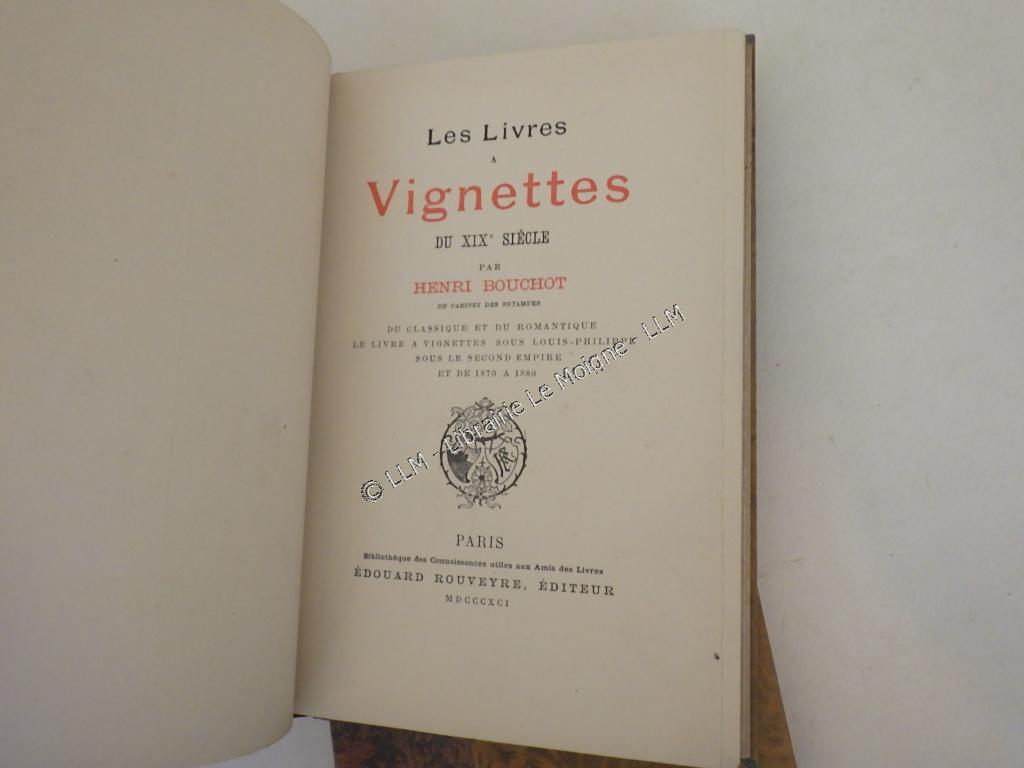 Les Livres
A
Vignettes
DU XIXe SIÈCLE
PAR
HENRI BOUCHOT
DU CABINET DES ESTAMPES
DU CLASSIQUE ET DU ROMANTIQUE
LE LIVRE A VIGNETTES SOUS LOUIS-PHILIPPE
SOUS LE SECOND EMPIRE
ET DE 1870 A 1880
© LLM - Librairie Le Moigne - LLM
PARIS
Bibliothèque des Connaissances utiles aux Amis des Livres
ÉDOUARD ROUVEYRE, ÉDITEUR
MDCCCXCI